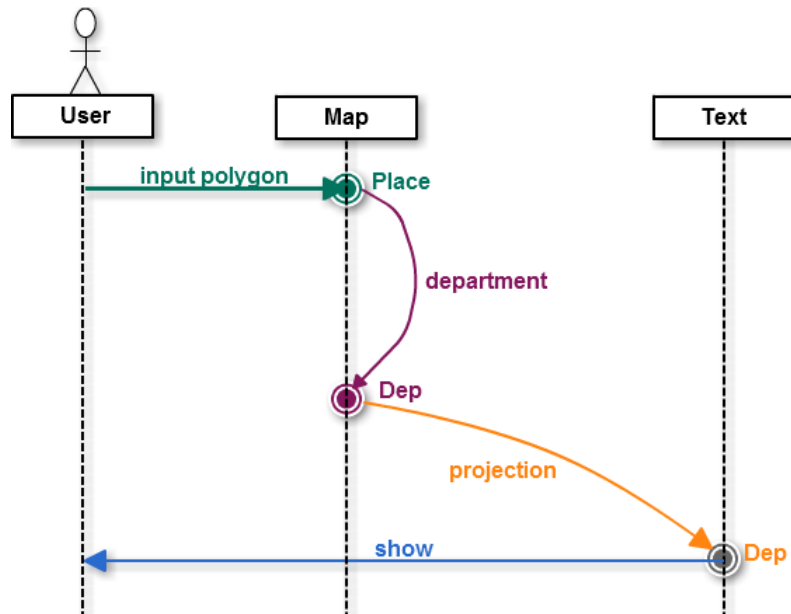 User
Map
Text
input polygon
Place
department
Dep
projection
show
Dep